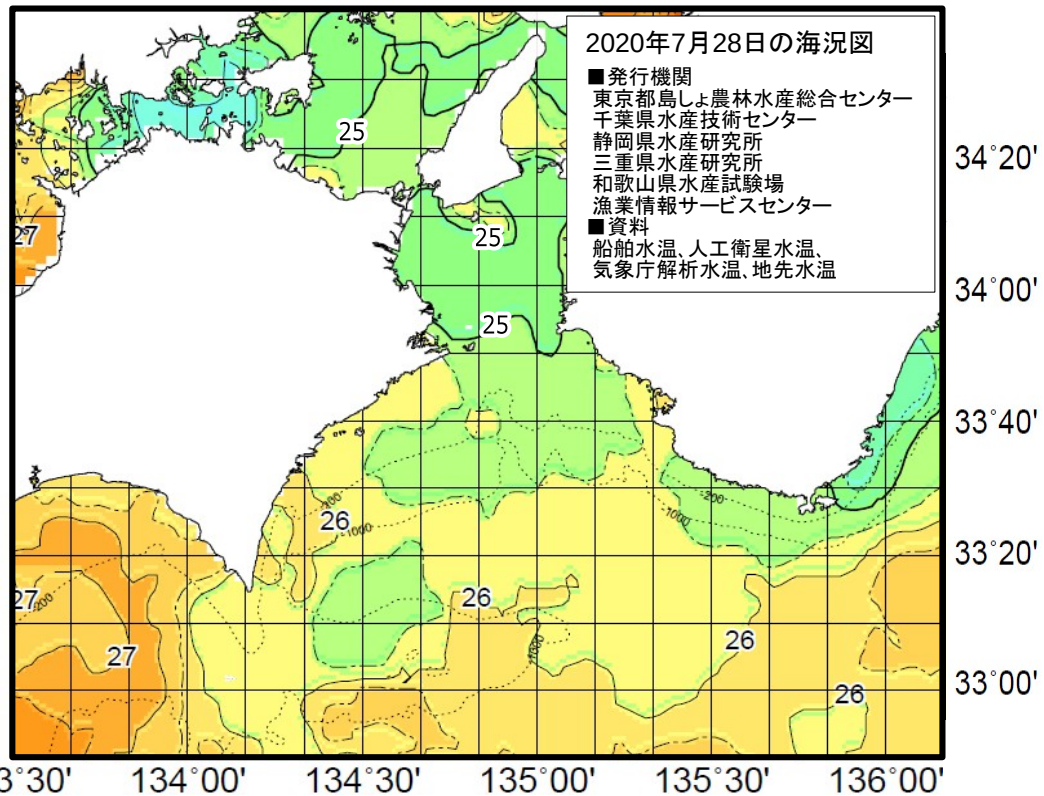 2020年7月28日の海況図
■発行機関
東京都島しょ農林水産総合センター
千葉県水産技術センター
静岡県水産研究所
三重県水産研究所
和歌山県水産試験場
漁業情報サービスセンター
■資料
船舶水温、人工衛星水温、
気象庁解析水温、地先水温
25
34°20'
27
25
34°00'
25
33°40'
-200
-200
26
-1000
-1000
33°20'
27
-200
26
-1000
27
26
26
33°00'
3°30'
134°00'
134°30'
135°00'
135°30'
136°00'